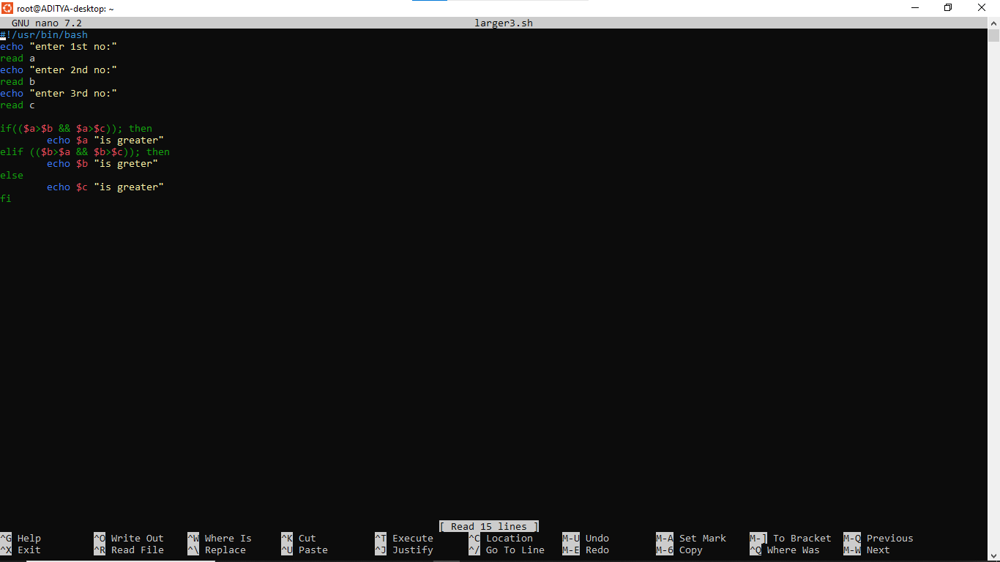 root@ADITYA-desktop: ~
GNU nano 7.2 larger3.sh
#!/usr/bin/bash
echo "enter 1st no:"
read a
echo "enter 2nd no:"
read b
echo "enter 3rd no:"
read c
if(($a>$b && $a>$c)); then
echo $a "is greater"
elif (($b>$a && $b>$c)); then
echo $b "is greter"
else
echo $c "is greater"
fi
[ Read 15 lines ]
^G Help ^O Write Out ^W Where Is ^K Cut ^T Execute ^C Location M-U Undo M-A Set Mark M-] To Bracket M-Q Previous
^X Exit ^R Read File ^\ Replace ^U Paste ^J Justify ^/ Go To Line M-E Redo M-6 Copy ^Q Where Was M-W Next